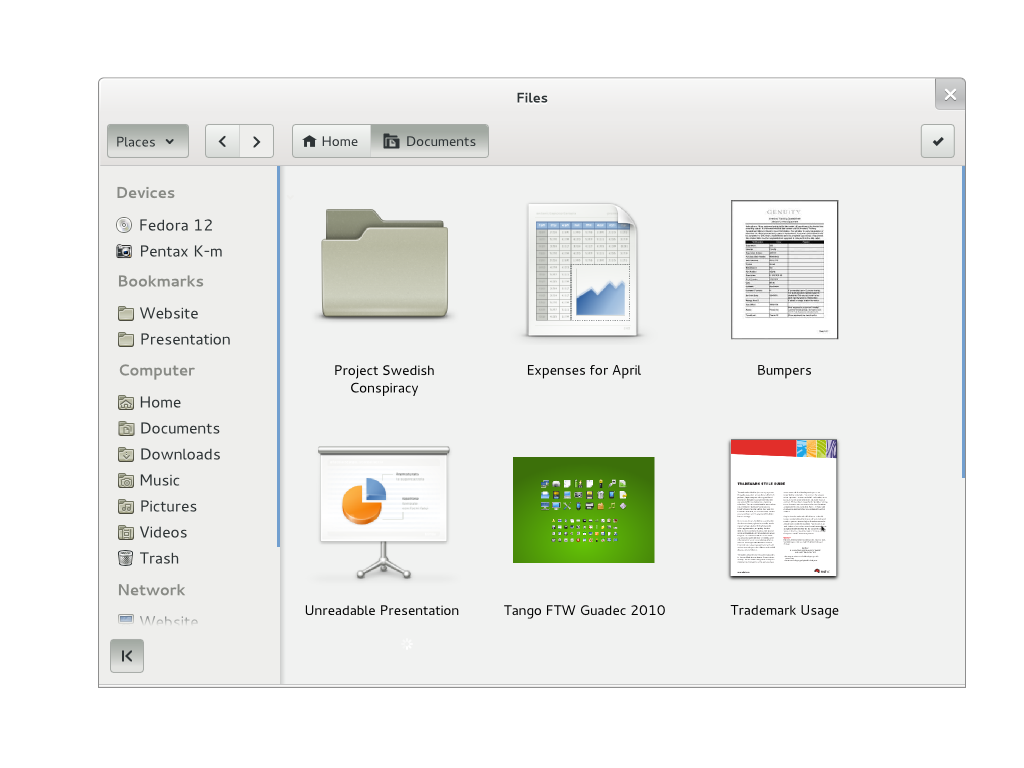 Files
Places
Home
Documents
Devices
Fedora 12
Pentax K-m
Bookmarks
Website
Presentation
Computer
Home
Documents
Downloads
Music
Pictures
Videos
Trash
Network
Website
Project Swedish
Conspiracy
Expenses for April
GENUITY
Bumpers
Unreadable Presentation
Tango FTW Guadec 2010
TRADEMARK STYLE GUIDE
Trademark Usage